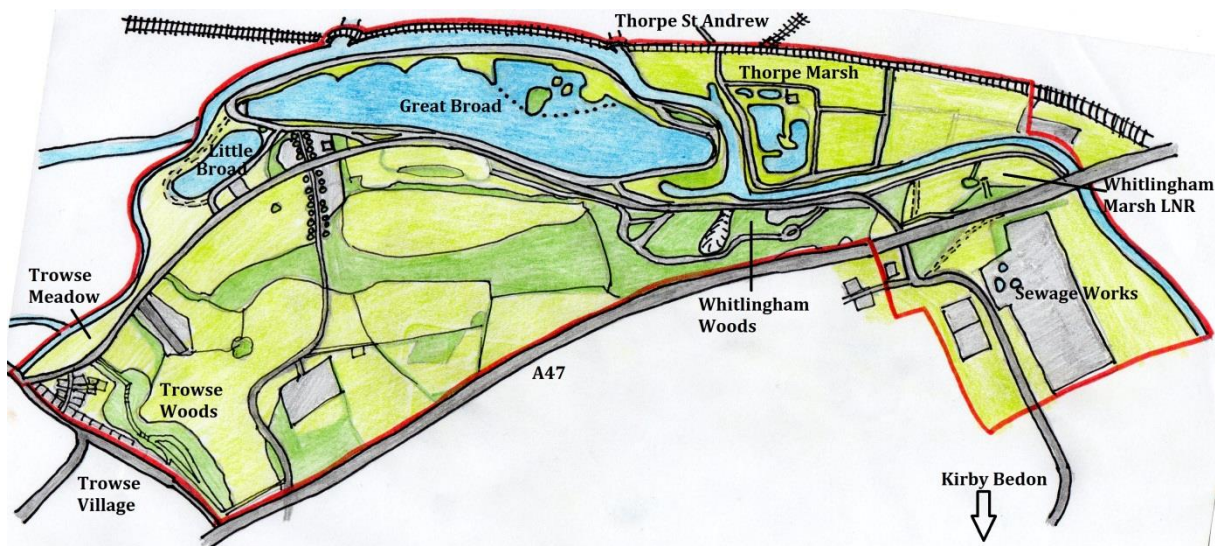 Thorpe St Andrew
Thorpe Marsh
Great Broad
Little
Broad
Whitlingham
Marsh LNR
Trowse
Meadow
Whitlingham
Woods
Sewage Works
A47
Trowse
Woods
Trowse
Village
Kirby Bedon